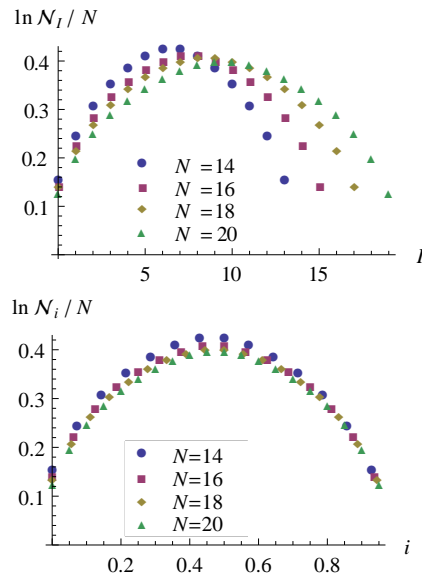 ln 𝒩_I / N
0.4
0.3
0.2
0.1
N = 14
N = 16
N = 18
N = 20
5 10 15
I
ln 𝒩_i / N
0.4
0.3
0.2
0.1
N=14
N=16
N=18
N=20
0.2 0.4 0.6 0.8
i